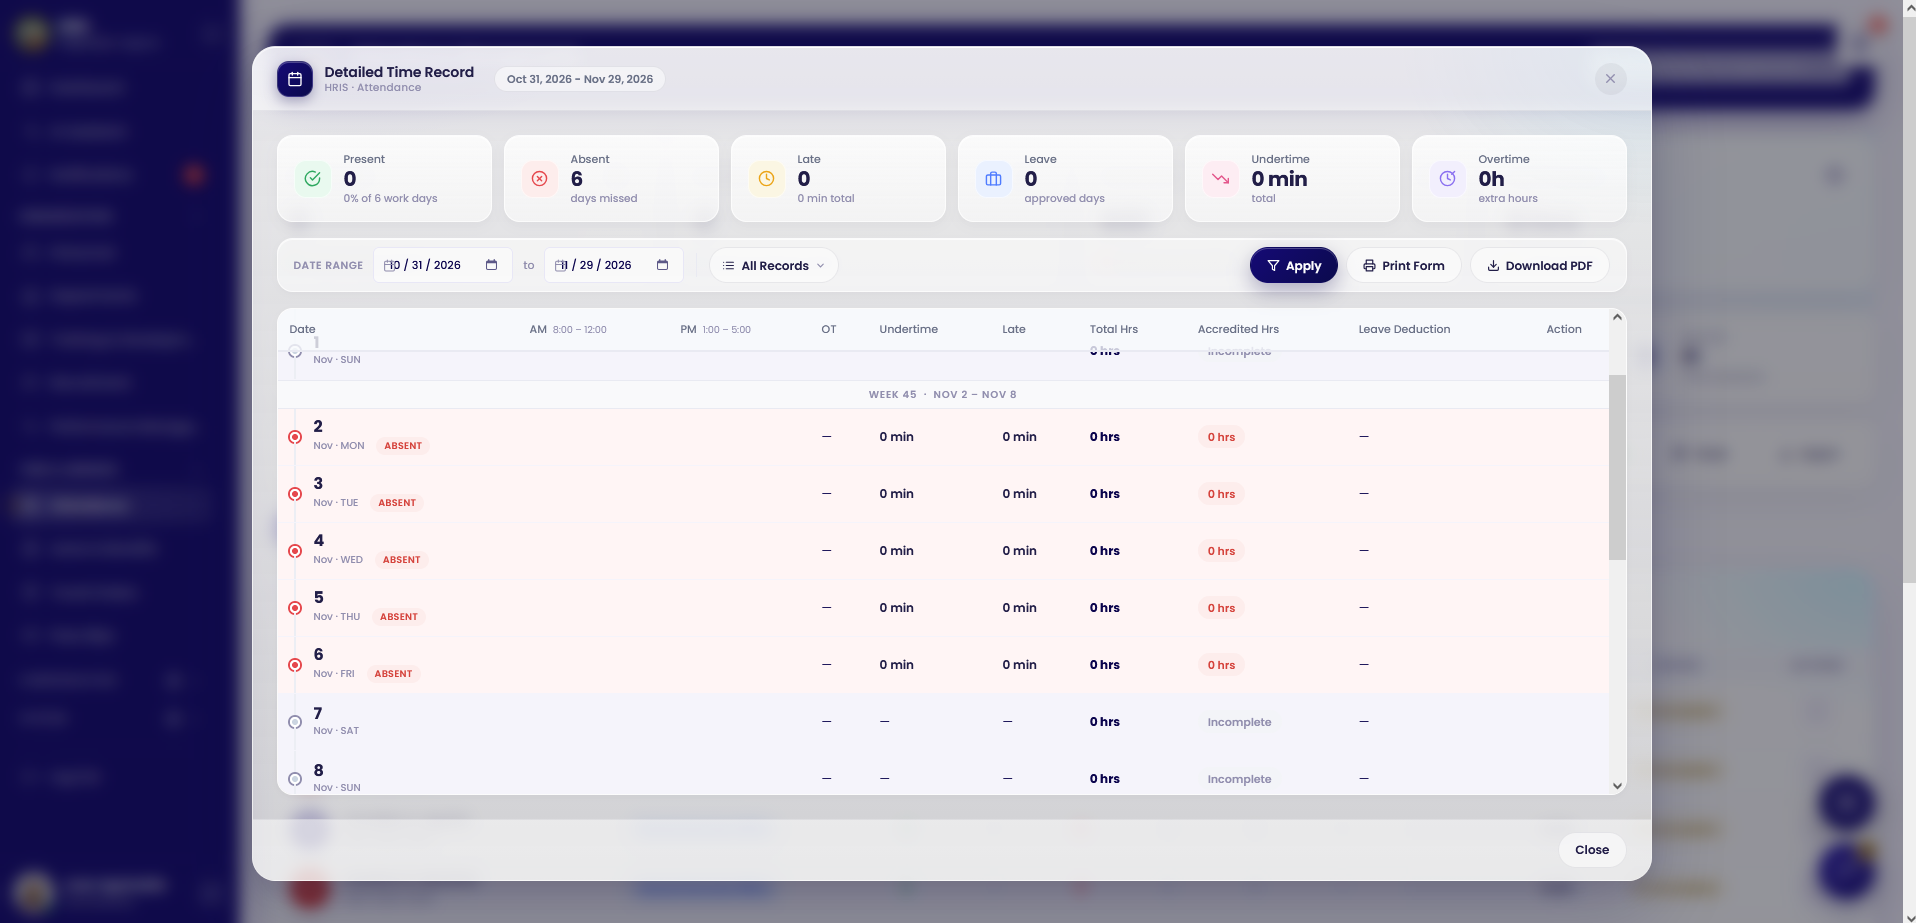 Detailed Time Record
HRIS · Attendance
Oct 31, 2026 - Nov 29, 2026
Present
0
0% of 6 work days
Absent
6
days missed
Late
0
0 min total
Leave
0
approved days
Undertime
0 min
total
Overtime
0h
extra hours
DATE RANGE
10 / 31 / 2026
to
11 / 29 / 2026
All Records
Apply
Print Form
Download PDF
Date AM 8:00 – 12:00 PM 1:00 – 5:00 OT Undertime Late Total Hrs Accredited Hrs Leave Deduction Action
1
Nov · SUN 0 hrs Incomplete
WEEK 45 · NOV 2 – NOV 8
2
Nov · MON ABSENT — 0 min 0 min 0 hrs 0 hrs —
3
Nov · TUE ABSENT — 0 min 0 min 0 hrs 0 hrs —
4
Nov · WED ABSENT — 0 min 0 min 0 hrs 0 hrs —
5
Nov · THU ABSENT — 0 min 0 min 0 hrs 0 hrs —
6
Nov · FRI ABSENT — 0 min 0 min 0 hrs 0 hrs —
7
Nov · SAT — — — 0 hrs Incomplete —
8
Nov · SUN — — — 0 hrs Incomplete —
Close